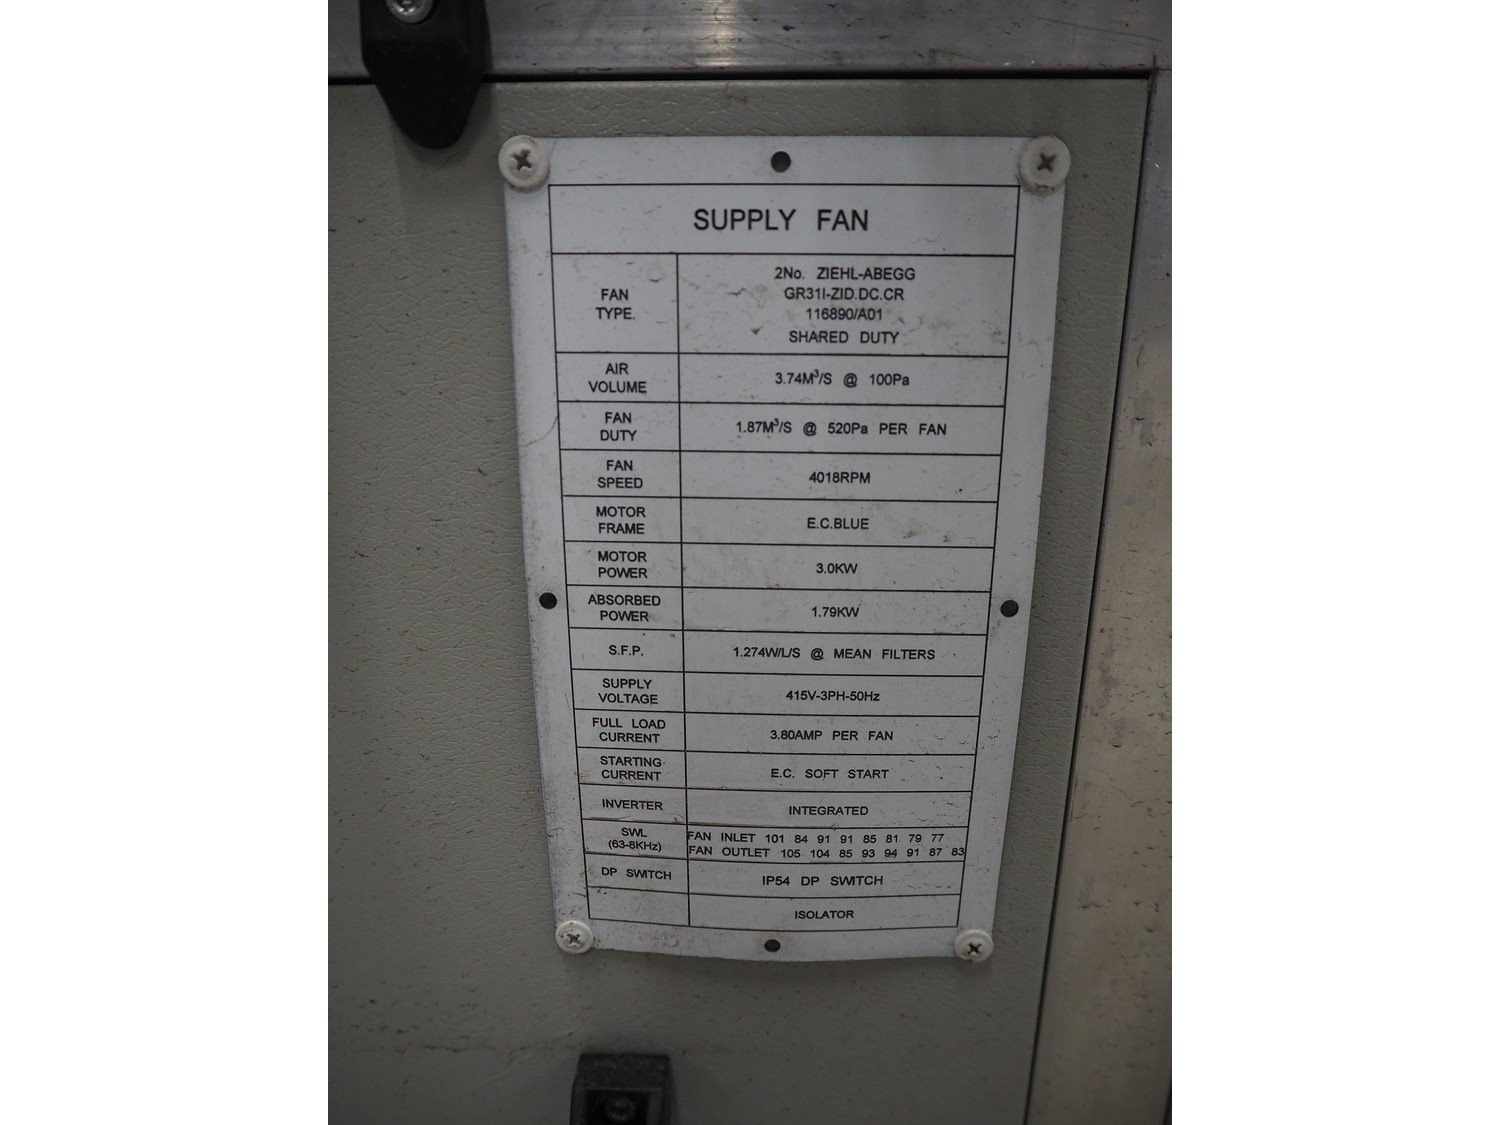 SUPPLY FAN
FAN
TYPE.
2No. ZIEHL-ABEGG
GR31I-ZID.DC.CR
116890/A01
SHARED DUTY
AIR
VOLUME
3.74M³/S @ 100Pa
FAN
DUTY
1.87M³/S @ 520Pa PER FAN
FAN
SPEED
4018RPM
MOTOR
FRAME
E.C.BLUE
MOTOR
POWER
3.0KW
ABSORBED
POWER
1.79KW
S.F.P.
1.274W/L/S @ MEAN FILTERS
SUPPLY
VOLTAGE
415V-3PH-50Hz
FULL LOAD
CURRENT
3.80AMP PER FAN
STARTING
CURRENT
E.C. SOFT START
INVERTER
INTEGRATED
SWL
(63-8KHz)
FAN INLET 101 84 91 91 85 81 79 77
FAN OUTLET 105 104 85 93 94 91 87 83
DP SWITCH
IP54 DP SWITCH
ISOLATOR